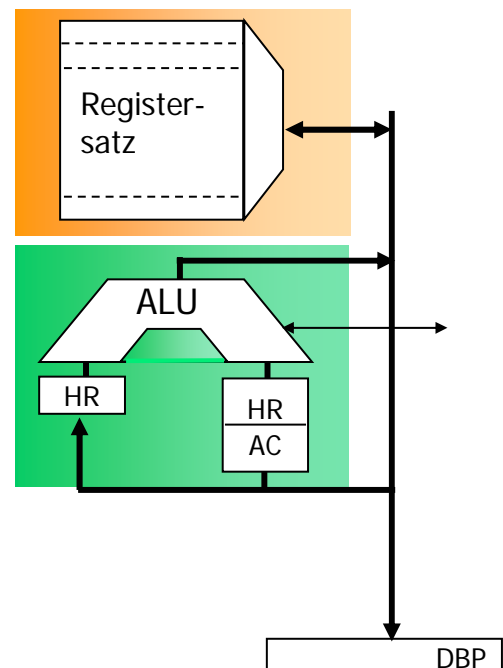 Register-
satz
ALU
HR
HR
AC
DBP